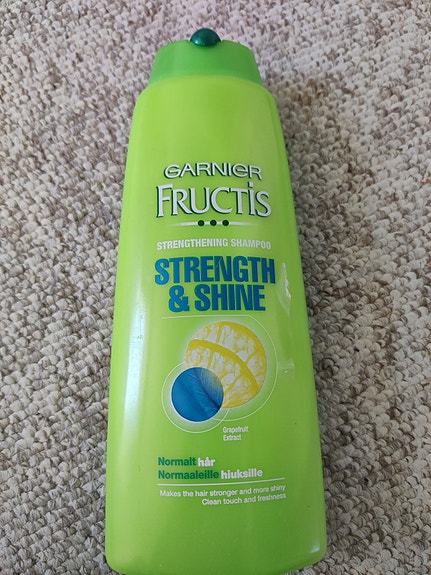 GARNIER
FRUCTIS
STRENGTHENING SHAMPOO
STRENGTH
& SHINE
Grapefruit
Extract
Normalt hår
Normaaleille hiuksille
Makes the hair stronger and more shiny
Clean touch and freshness